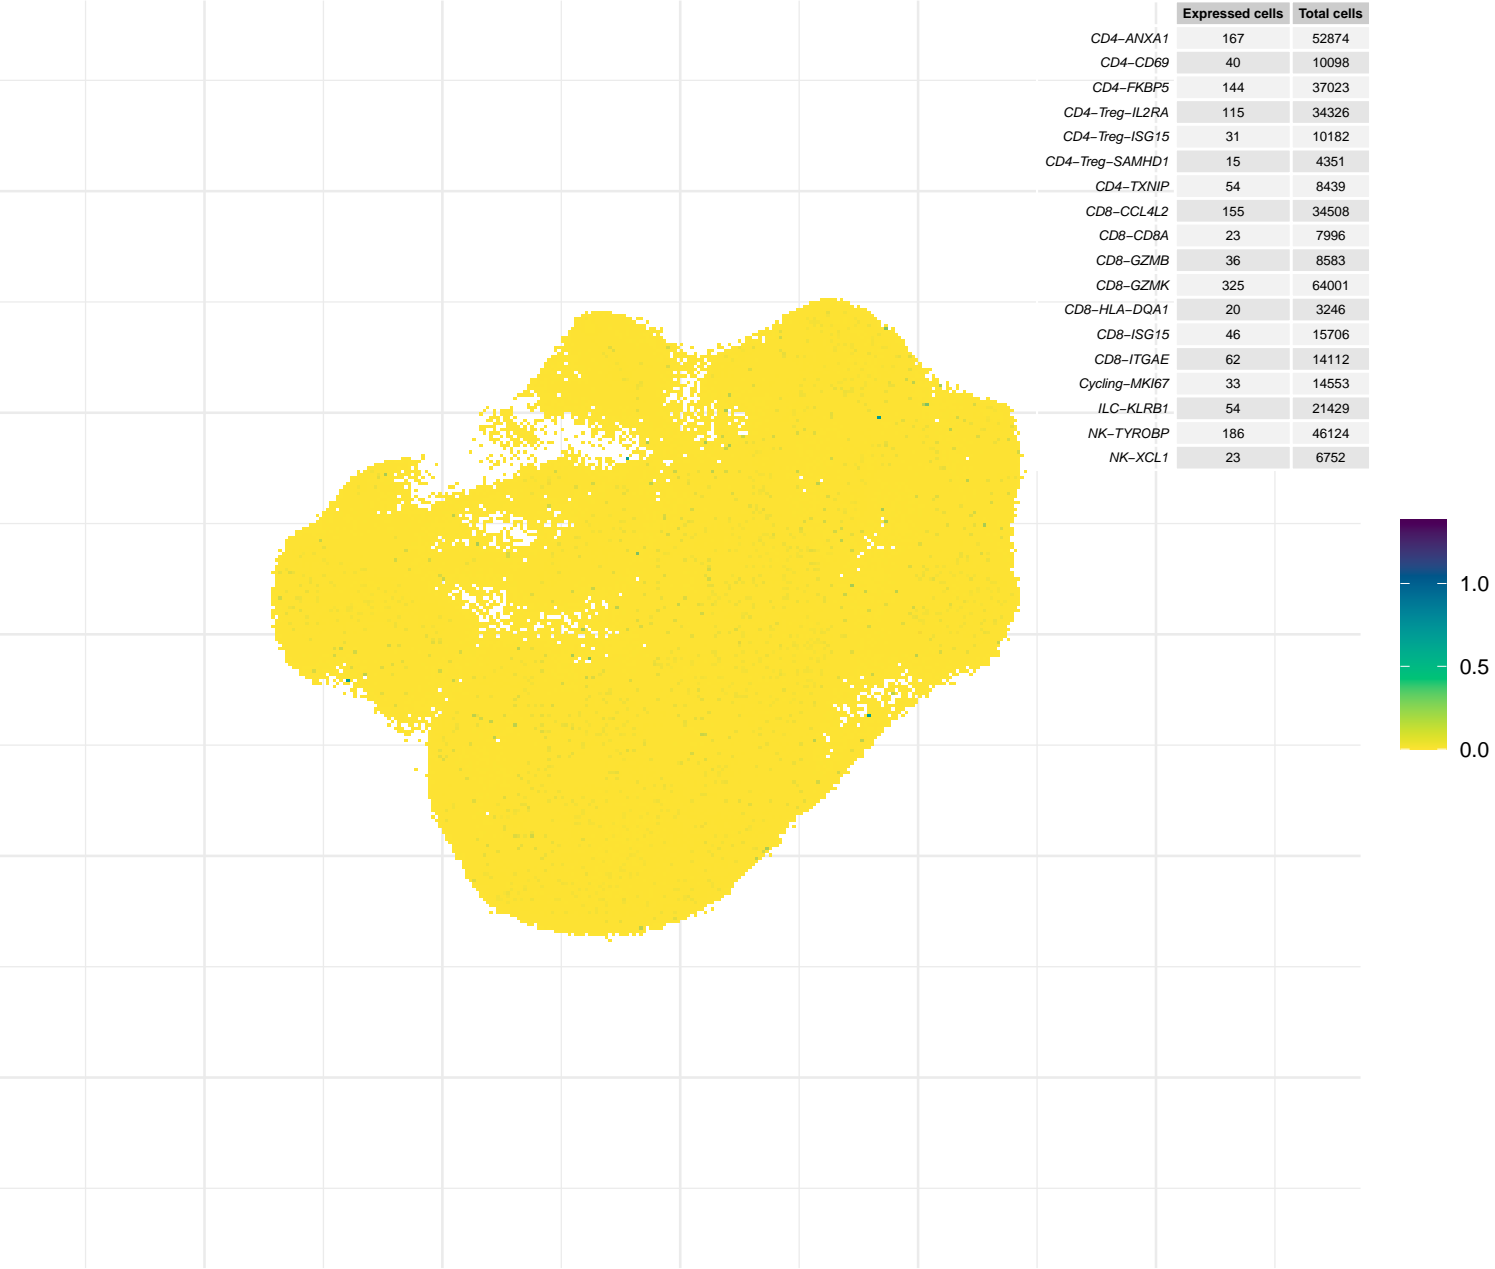 Expressed cells Total cells
CD4−ANXA1 167 52874
CD4−CD69 40 10098
CD4−FKBP5 144 37023
CD4−Treg−IL2RA 115 34326
CD4−Treg−ISG15 31 10182
CD4−Treg−SAMHD1 15 4351
CD4−TXNIP 54 8439
CD8−CCL4L2 155 34508
CD8−CD8A 23 7996
CD8−GZMB 36 8583
CD8−GZMK 325 64001
CD8−HLA−DQA1 20 3246
CD8−ISG15 46 15706
CD8−ITGAE 62 14112
Cycling−MKI67 33 14553
ILC−KLRB1 54 21429
NK−TYROBP 186 46124
NK−XCL1 23 6752
1.0
0.5
0.0